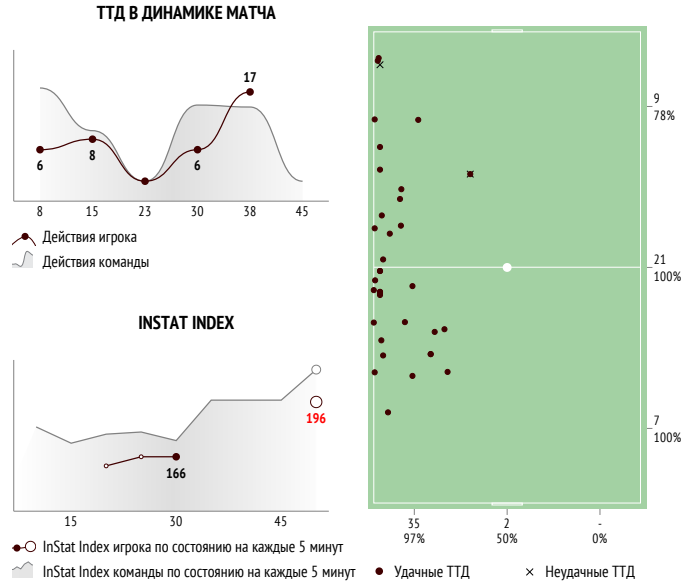 ТТД В ДИНАМИКЕ МАТЧА
17
6
8
6
8 15 23 30 38 45
Действия игрока
Действия команды
INSTAT INDEX
196
166
15 30 45
InStat Index игрока по состоянию на каждые 5 минут
InStat Index команды по состоянию на каждые 5 минут
9
78%
21
100%
7
100%
35 2 -
97% 50% 0%
Удачные ТТД Неудачные ТТД